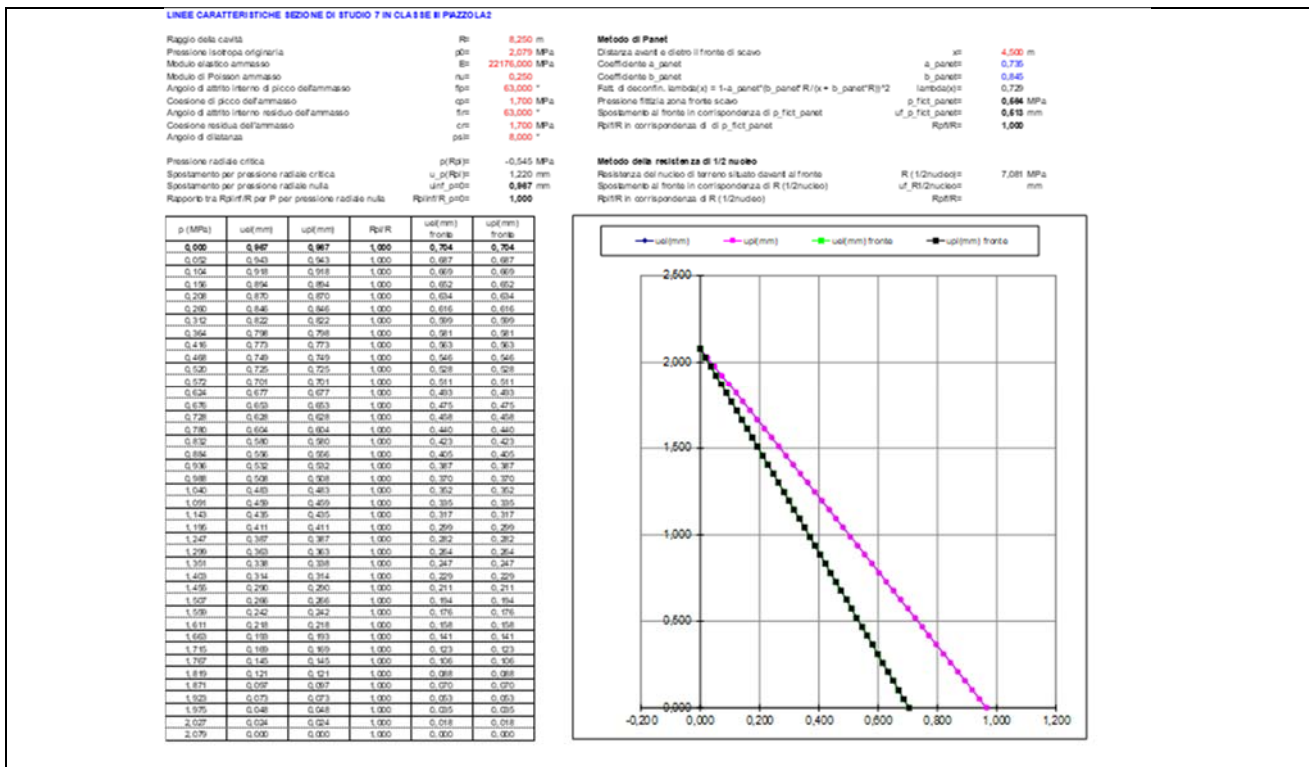 LINEE CARATTERISTICHE SEZIONE DI STUDIO 7 IN CLASSE III PIAZZOLA2
Raggio della cavità R= 8,250 m
Pressione isotropa originaria p0= 2,079 MPa
Modulo elastico ammasso E= 22176,000 MPa
Modulo di Poisson ammasso nu= 0,250
Angolo di attrito interno di picco dell'ammasso fip= 63,000 °
Coesione di picco dell'ammasso cp= 1,700 MPa
Angolo di attrito interno residuo dell'ammasso fir= 63,000 °
Coesione residua dell'ammasso cr= 1,700 MPa
Angolo di dilatanza psi= 8,000 °
Metodo di Panet
Distanza avanti e dietro il fronte di scavo x= 4,500 m
Coefficiente a_panet a_panet= 0,735
Coefficiente b_panet b_panet= 0,845
Fatt. di deconfin. lambda(x) = 1-a_panet*(b_panet*R/(x + b_panet*R))^2 lambda(x)= 0,729
Pressione fittizia zona fronte scavo p_fict_panet= 0,564 MPa
Spostamento al fronte in corrispondenza di p_fict_panet uf_p_fict_panet= 0,513 mm
Rpl/R in corrispondenza di di p_fict_panet Rpl/R= 1,000
Pressione radiale critica p(Rpl)= -0,545 MPa
Spostamento per pressione radiale critica u_p(Rpl)= 1,220 mm
Spostamento per pressione radiale nulla uinf_p=0= 0,967 mm
Rapporto tra Rplinf/R per P per pressione radiale nulla Rplinf/R_p=0= 1,000
Metodo della resistenza di 1/2 nucleo
Resistenza del nucleo di terreno situato davanti al fronte R (1/2nucleo)= 7,081 MPa
Spostamento al fronte in corrispondenza di R (1/2nucleo) uf_R1/2nucleo= mm
Rpl/R in corrispondenza di R (1/2nucleo) Rpl/R=
p (MPa) uel(mm) upl(mm) Rpl/R uel(mm) fronte upl(mm) fronte
0,000 0,967 0,967 1,000 0,704 0,704
0,052 0,943 0,943 1,000 0,687 0,687
0,104 0,918 0,918 1,000 0,669 0,669
0,156 0,894 0,894 1,000 0,652 0,652
0,208 0,870 0,870 1,000 0,634 0,634
0,260 0,846 0,846 1,000 0,616 0,616
0,312 0,822 0,822 1,000 0,599 0,599
0,364 0,798 0,798 1,000 0,581 0,581
0,416 0,773 0,773 1,000 0,563 0,563
0,468 0,749 0,749 1,000 0,546 0,546
0,520 0,725 0,725 1,000 0,528 0,528
0,572 0,701 0,701 1,000 0,511 0,511
0,624 0,677 0,677 1,000 0,493 0,493
0,676 0,653 0,653 1,000 0,475 0,475
0,728 0,628 0,628 1,000 0,458 0,458
0,780 0,604 0,604 1,000 0,440 0,440
0,832 0,580 0,580 1,000 0,423 0,423
0,884 0,556 0,556 1,000 0,405 0,405
0,936 0,532 0,532 1,000 0,387 0,387
0,988 0,508 0,508 1,000 0,370 0,370
1,040 0,483 0,483 1,000 0,352 0,352
1,091 0,459 0,459 1,000 0,335 0,335
1,143 0,435 0,435 1,000 0,317 0,317
1,195 0,411 0,411 1,000 0,299 0,299
1,247 0,387 0,387 1,000 0,282 0,282
1,299 0,363 0,363 1,000 0,264 0,264
1,351 0,338 0,338 1,000 0,247 0,247
1,403 0,314 0,314 1,000 0,229 0,229
1,455 0,290 0,290 1,000 0,211 0,211
1,507 0,266 0,266 1,000 0,194 0,194
1,559 0,242 0,242 1,000 0,176 0,176
1,611 0,218 0,218 1,000 0,158 0,158
1,663 0,193 0,193 1,000 0,141 0,141
1,715 0,169 0,169 1,000 0,123 0,123
1,767 0,145 0,145 1,000 0,106 0,106
1,819 0,121 0,121 1,000 0,088 0,088
1,871 0,097 0,097 1,000 0,070 0,070
1,923 0,073 0,073 1,000 0,053 0,053
1,975 0,048 0,048 1,000 0,035 0,035
2,027 0,024 0,024 1,000 0,018 0,018
2,079 0,000 0,000 1,000 0,000 0,000
uel(mm) upl(mm) uel(mm) fronte upl(mm) fronte
2,500
2,000
1,500
1,000
0,500
0,000
-0,200 0,000 0,200 0,400 0,600 0,800 1,000 1,200